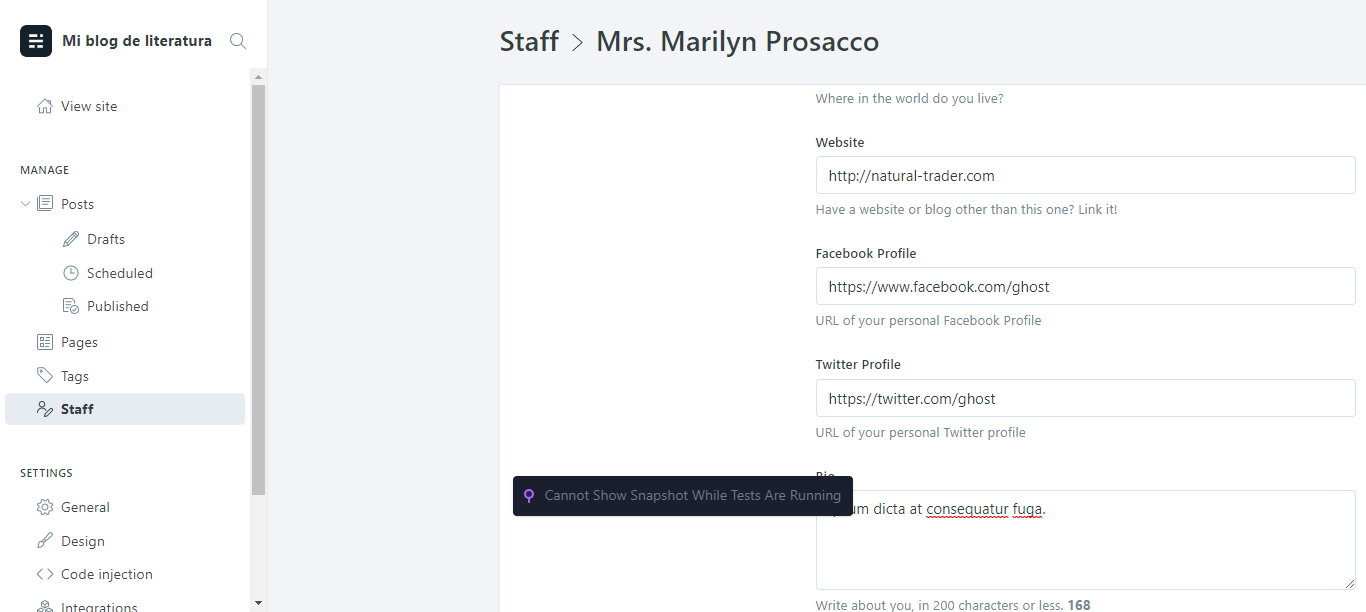 Mi blog de literatura
View site
MANAGE
Posts
Drafts
Scheduled
Published
Pages
Tags
Staff
SETTINGS
General
Design
Code injection
Integrations
Staff > Mrs. Marilyn Prosacco
Where in the world do you live?
Website
http://natural-trader.com
Have a website or blog other than this one? Link it!
Facebook Profile
https://www.facebook.com/ghost
URL of your personal Facebook Profile
Twitter Profile
https://twitter.com/ghost
URL of your personal Twitter profile
Bio
Cannot Show Snapshot While Tests Are Running
dicta at consequatur fuga.
Write about you, in 200 characters or less. 168